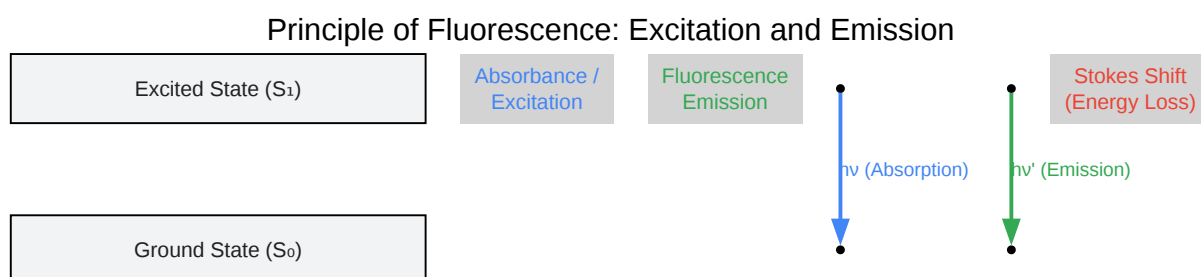 Principle of Fluorescence: Excitation and Emission
Excited State (S₁)
Absorbance /
Excitation
Fluorescence
Emission
Stokes Shift
(Energy Loss)
hν (Absorption)
hν' (Emission)
Ground State (S₀)